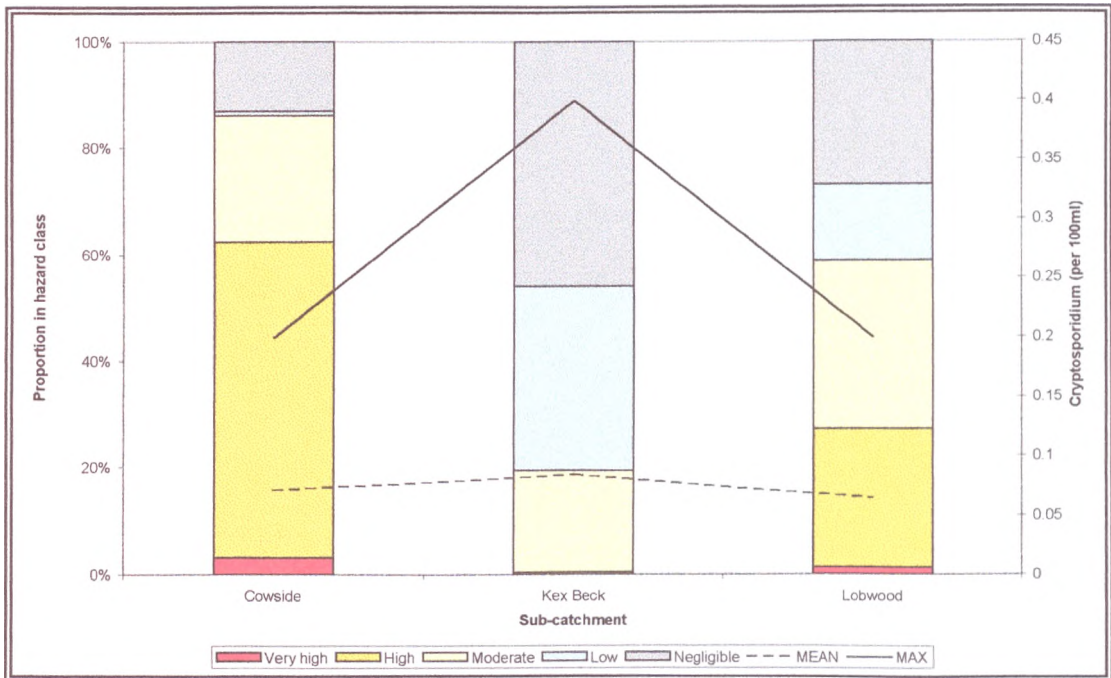 100%
80%
60%
40%
20%
0%
Proportion in hazard class
0.45
0.4
0.35
0.3
0.25
0.2
0.15
0.1
0.05
0
Cryptosporidium (per 100ml)
Cowside
Kex Beck
Lobwood
Sub-catchment
Very high
High
Moderate
Low
Negligible
MEAN
MAX